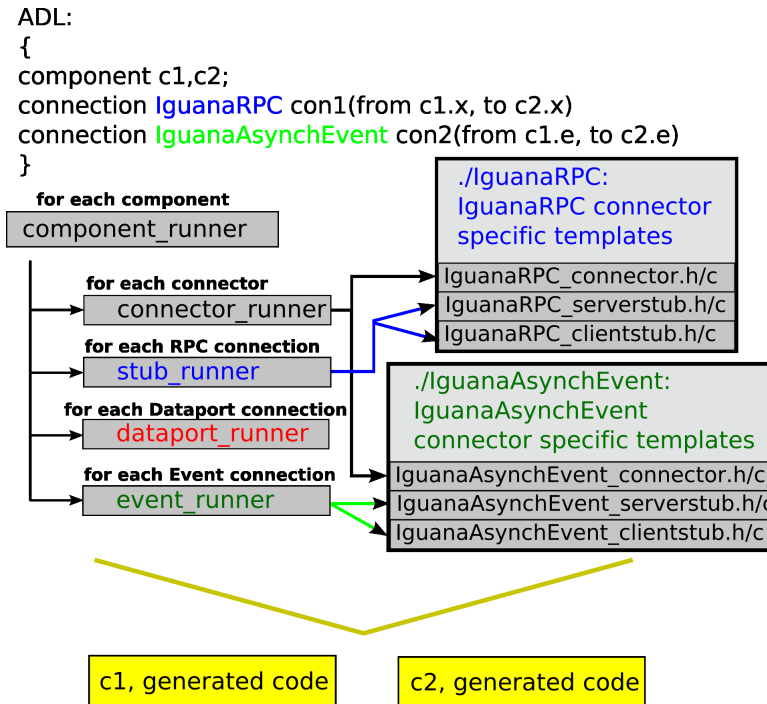 ADL:
{
component c1,c2;
connection IguanaRPC con1(from c1.x, to c2.x)
connection IguanaAsynchEvent con2(from c1.e, to c2.e)
}
for each component
component_runner
for each connector
connector_runner
for each RPC connection
stub_runner
for each Dataport connection
dataport_runner
for each Event connection
event_runner
./IguanaRPC:
IguanaRPC connector
specific templates
IguanaRPC_connector.h/c
IguanaRPC_serverstub.h/c
IguanaRPC_clientstub.h/c
./IguanaAsynchEvent:
IguanaAsynchEvent
connector specific templates
IguanaAsynchEvent_connector.h/c
IguanaAsynchEvent_serverstub.h/c
IguanaAsynchEvent_clientstub.h/c
c1, generated code
c2, generated code